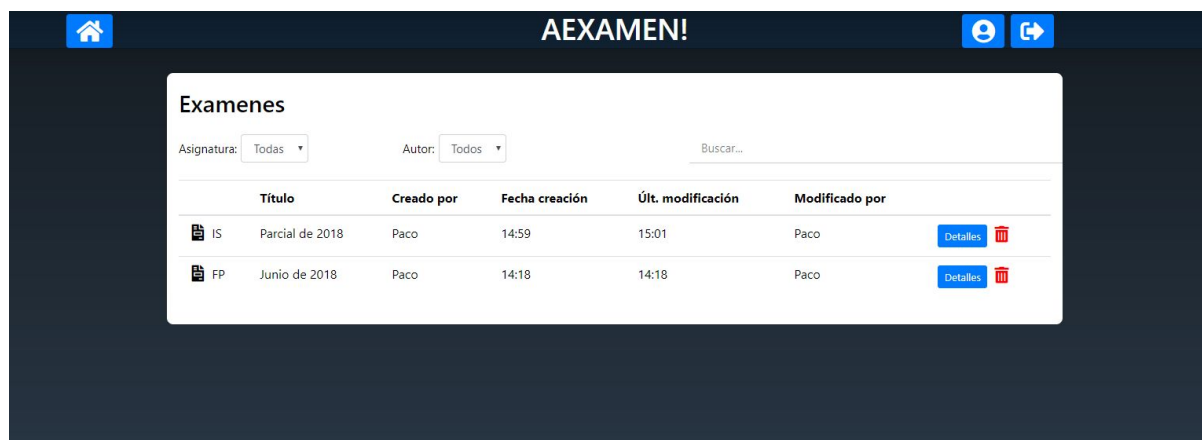 AEXAMEN!
Examenes
Asignatura: Todas Autor: Todos Buscar...
Título Creado por Fecha creación Últ. modificación Modificado por
IS Parcial de 2018 Paco 14:59 15:01 Paco Detalles
FP Junio de 2018 Paco 14:18 14:18 Paco Detalles